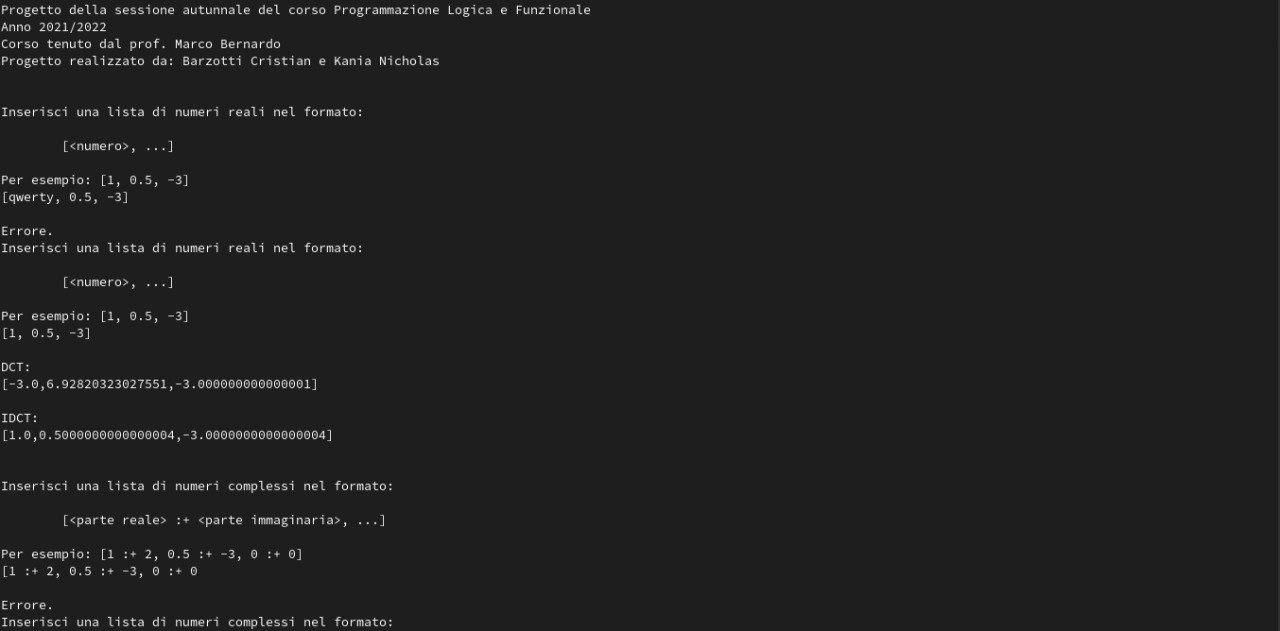 Progetto della sessione autunnale del corso Programmazione Logica e Funzionale
Anno 2021/2022
Corso tenuto dal prof. Marco Bernardo
Progetto realizzato da: Barzotti Cristian e Kania Nicholas
Inserisci una lista di numeri reali nel formato:
[<numero>, ...]
Per esempio: [1, 0.5, -3]
[qwerty, 0.5, -3]
Errore.
Inserisci una lista di numeri reali nel formato:
[<numero>, ...]
Per esempio: [1, 0.5, -3]
[1, 0.5, -3]
DCT:
[-3.0,6.92820323027551,-3.000000000000001]
IDCT:
[1.0,0.5000000000000004,-3.0000000000000004]
Inserisci una lista di numeri complessi nel formato:
[<parte reale> :+ <parte immaginaria>, ...]
Per esempio: [1 :+ 2, 0.5 :+ -3, 0 :+ 0]
[1 :+ 2, 0.5 :+ -3, 0 :+ 0
Errore.
Inserisci una lista di numeri complessi nel formato: